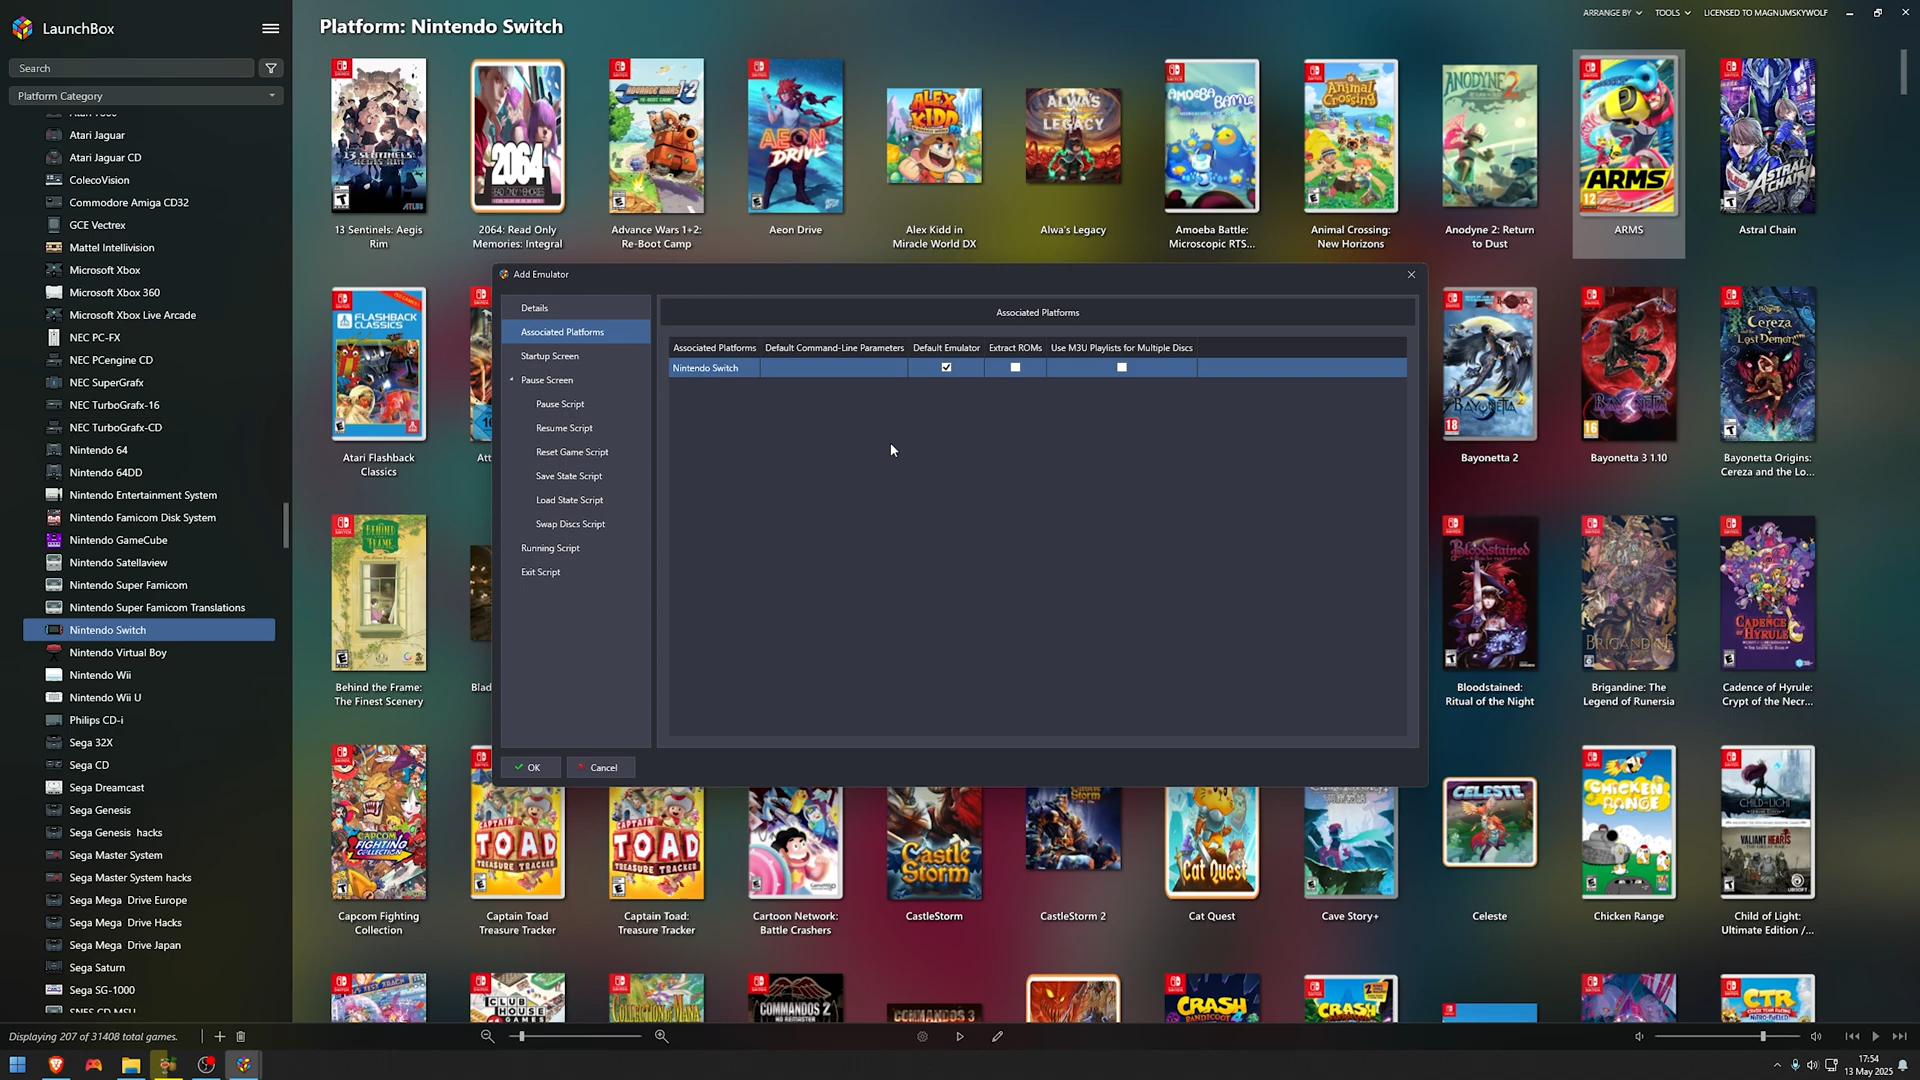 LaunchBox
Search
Platform Category
Atari Jaguar
Atari Jaguar CD
ColecoVision
Commodore Amiga CD32
GCE Vectrex
Mattel Intellivision
Microsoft Xbox
Microsoft Xbox 360
Microsoft Xbox Live Arcade
NEC PC-FX
NEC PCengine CD
NEC SuperGrafx
NEC TurboGrafx-16
NEC TurboGrafx-CD
Nintendo 64
Nintendo 64DD
Nintendo Entertainment System
Nintendo Famicom Disk System
Nintendo GameCube
Nintendo Satellaview
Nintendo Super Famicom
Nintendo Super Famicom Translations
Nintendo Switch
Nintendo Virtual Boy
Nintendo Wii
Nintendo Wii U
Philips CD-i
Sega 32X
Sega CD
Sega Dreamcast
Sega Genesis
Sega Genesis hacks
Sega Master System
Sega Master System hacks
Sega Mega Drive Europe
Sega Mega Drive Hacks
Sega Mega Drive Japan
Sega Saturn
Sega SG-1000
SNES CD MSU
Displaying 207 of 31408 total games.
Platform: Nintendo Switch
ARRANGE BY TOOLS LICENSED TO MAGNUMSKYWOLF
13 Sentinels: Aegis
Rim
2064: Read Only
Memories: Integral
Advance Wars 1+2:
Re-Boot Camp
Aeon Drive
Alex Kidd in
Miracle World DX
Alwa's Legacy
Amoeba Battle:
Microscopic RTS...
Animal Crossing:
New Horizons
Anodyne 2: Return
to Dust
ARMS
Astral Chain
Add Emulator
Details
Associated Platforms
Startup Screen
Pause Screen
Pause Script
Resume Script
Reset Game Script
Save State Script
Load State Script
Swap Discs Script
Running Script
Exit Script
Associated Platforms
Associated Platforms Default Command-Line Parameters Default Emulator Extract ROMs Use M3U Playlists for Multiple Discs
Nintendo Switch
OK
Cancel
Atari Flashback
Classics
Att
Bayonetta 2
Bayonetta 3 1.10
Bayonetta Origins:
Cereza and the Lo...
Behind the Frame:
The Finest Scenery
Blad
Bloodstained:
Ritual of the Night
Brigandine: The
Legend of Runersia
Cadence of Hyrule:
Crypt of the Necr...
Capcom Fighting
Collection
Captain Toad
Treasure Tracker
Captain Toad:
Treasure Tracker
Cartoon Network:
Battle Crashers
CastleStorm
CastleStorm 2
Cat Quest
Cave Story+
Celeste
Chicken Range
Child of Light:
Ultimate Edition /...
17:54
13 May 2025